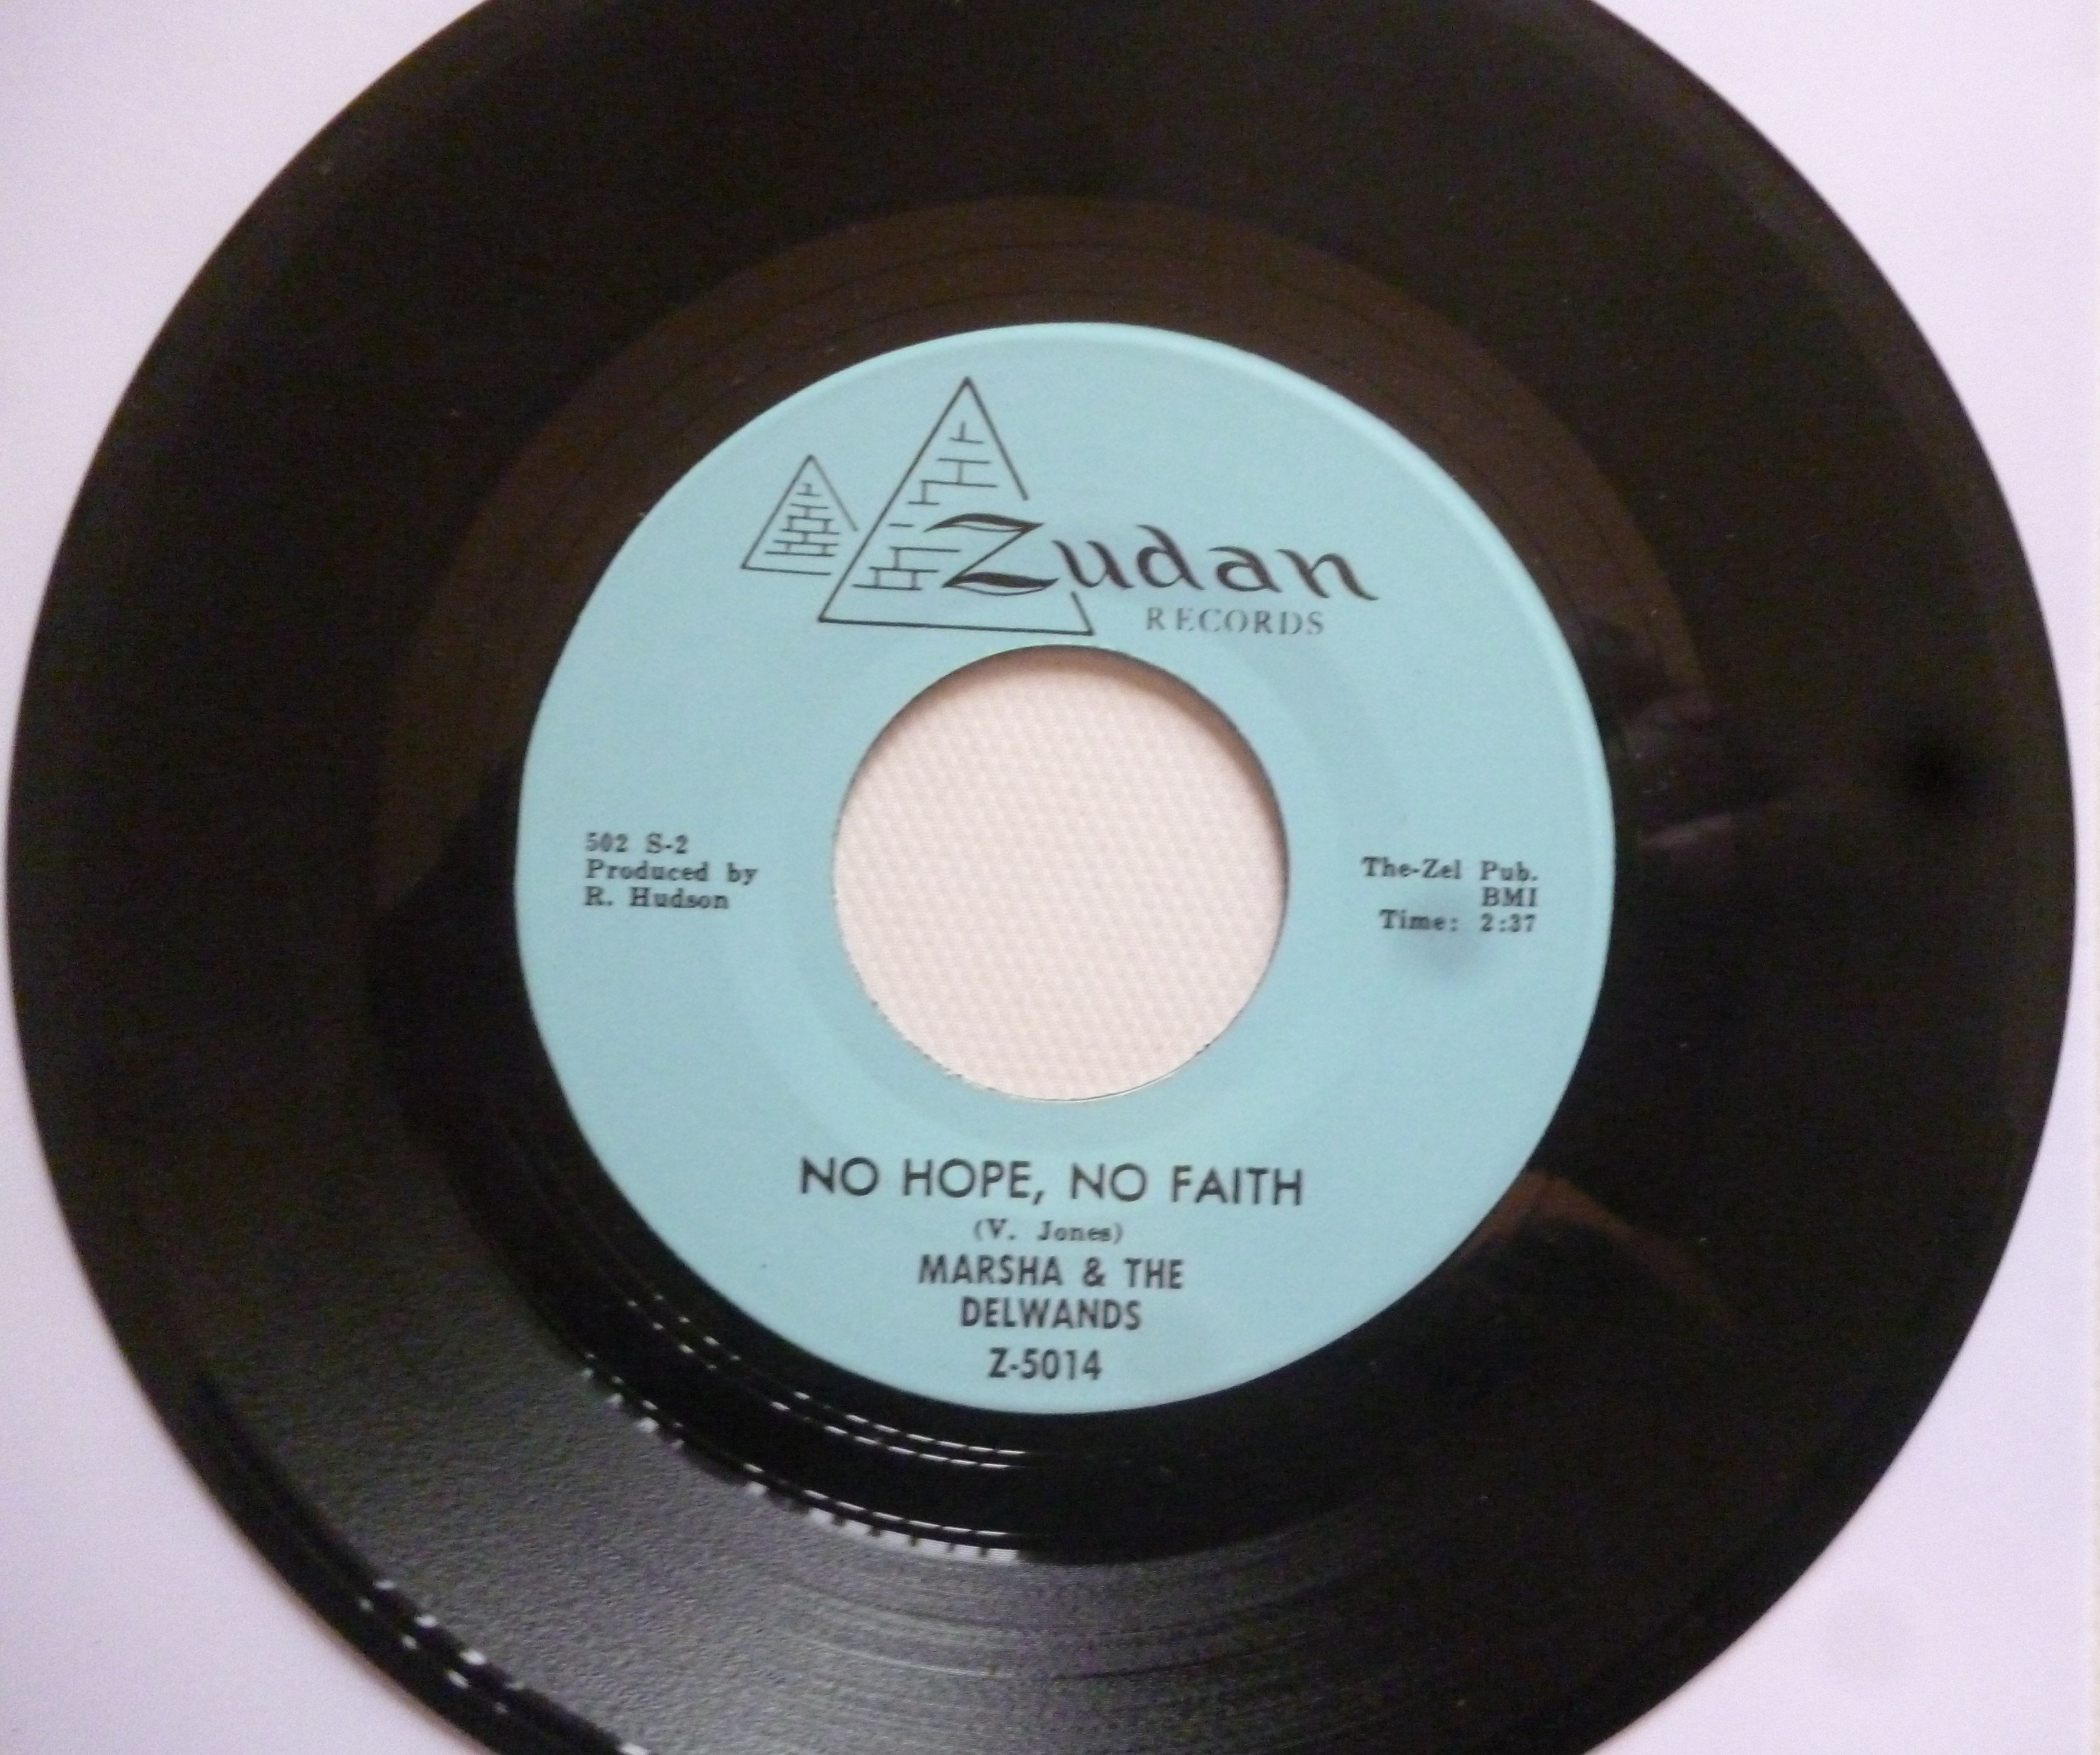 Zudan
RECORDS
502 S-2
Produced by
R. Hudson
The-Zel Pub.
BMI
Time: 2:37
NO HOPE, NO FAITH
(V. Jones)
MARSHA & THE
DELWANDS
Z-5014